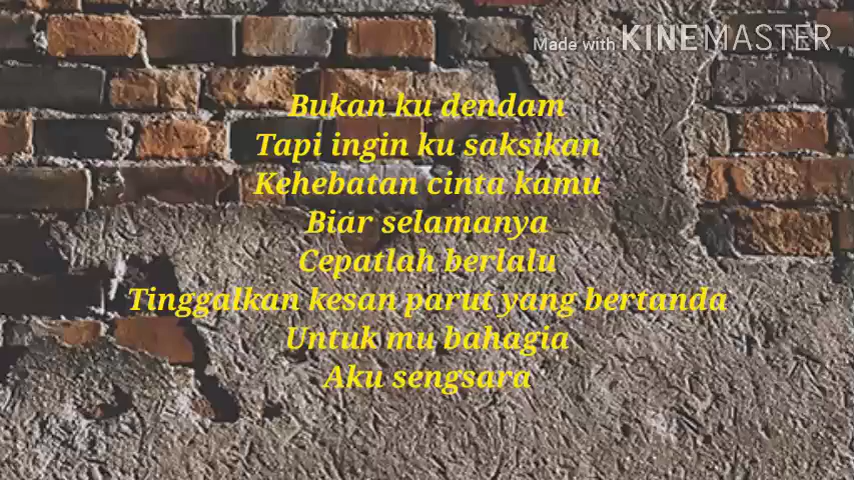 Made with KINEMASTER
Bukan ku dendam
Tapi ingin ku saksikan
Kehebatan cinta kamu
Biar selamanya
Cepatlah berlalu
Tinggalkan kesan parut yang bertanda
Untuk mu bahagia
Aku sengsara